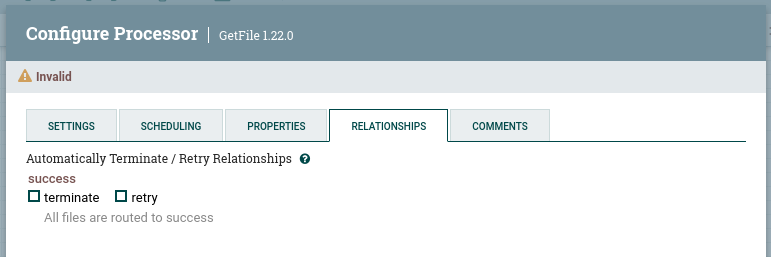 Configure Processor | GetFile 1.22.0
Invalid
SETTINGS SCHEDULING PROPERTIES RELATIONSHIPS COMMENTS
Automatically Terminate / Retry Relationships ?
success
terminate retry
All files are routed to success